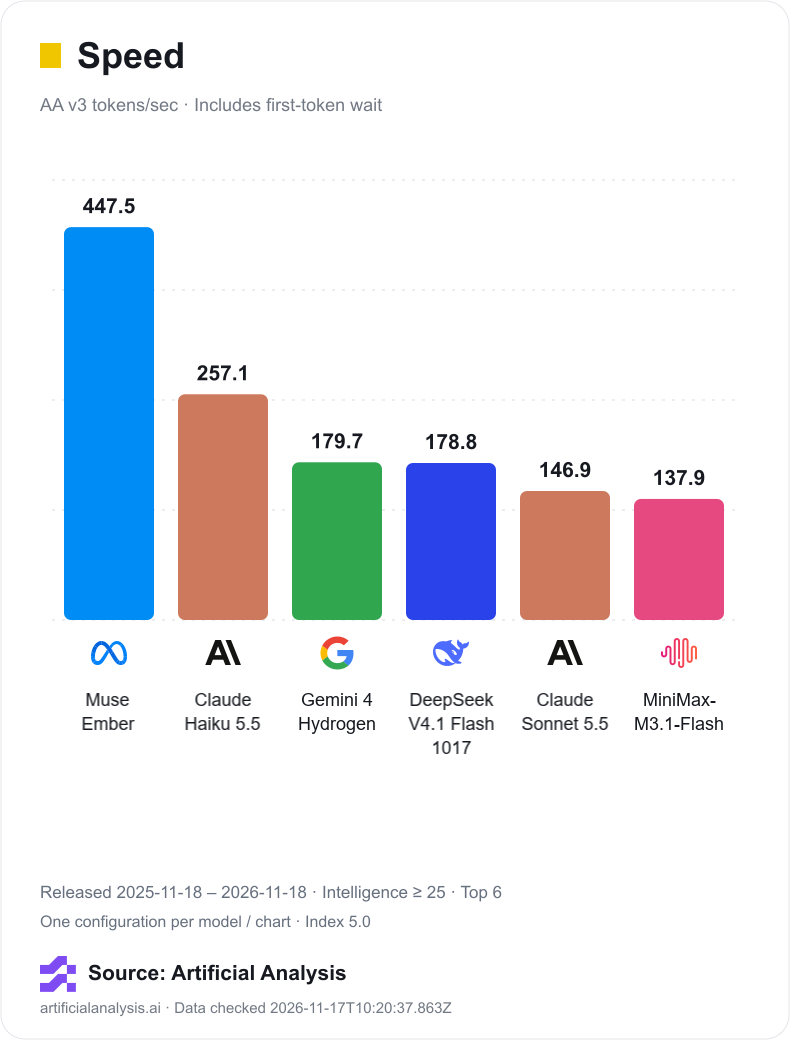 Speed
AA v3 tokens/sec · Includes first-token wait
447.5
257.1
179.7
178.8
146.9
137.9
Muse
Ember
Claude
Haiku 5.5
Gemini 4
Hydrogen
DeepSeek
V4.1 Flash
1017
Claude
Sonnet 5.5
MiniMax-
M3.1-Flash
Released 2025-11-18 – 2026-11-18 · Intelligence ≥ 25 · Top 6
One configuration per model / chart · Index 5.0
Source: Artificial Analysis
artificialanalysis.ai · Data checked 2026-11-17T10:20:37.863Z